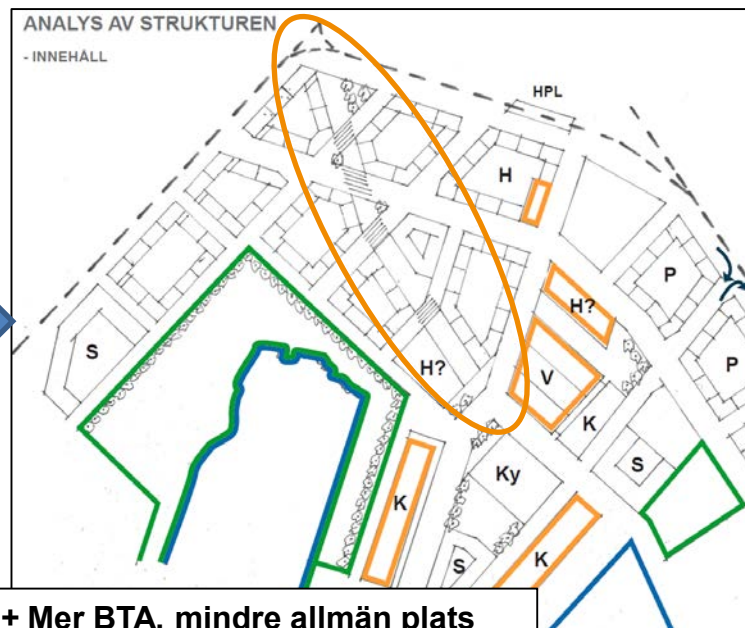 ANALYS AV STRUKTUREN
- INNEHÅLL
HPL
H
P
H?
S
H?
V
P
K
Ky
S
K
K
S
+ Mer BTA, mindre allmän plats